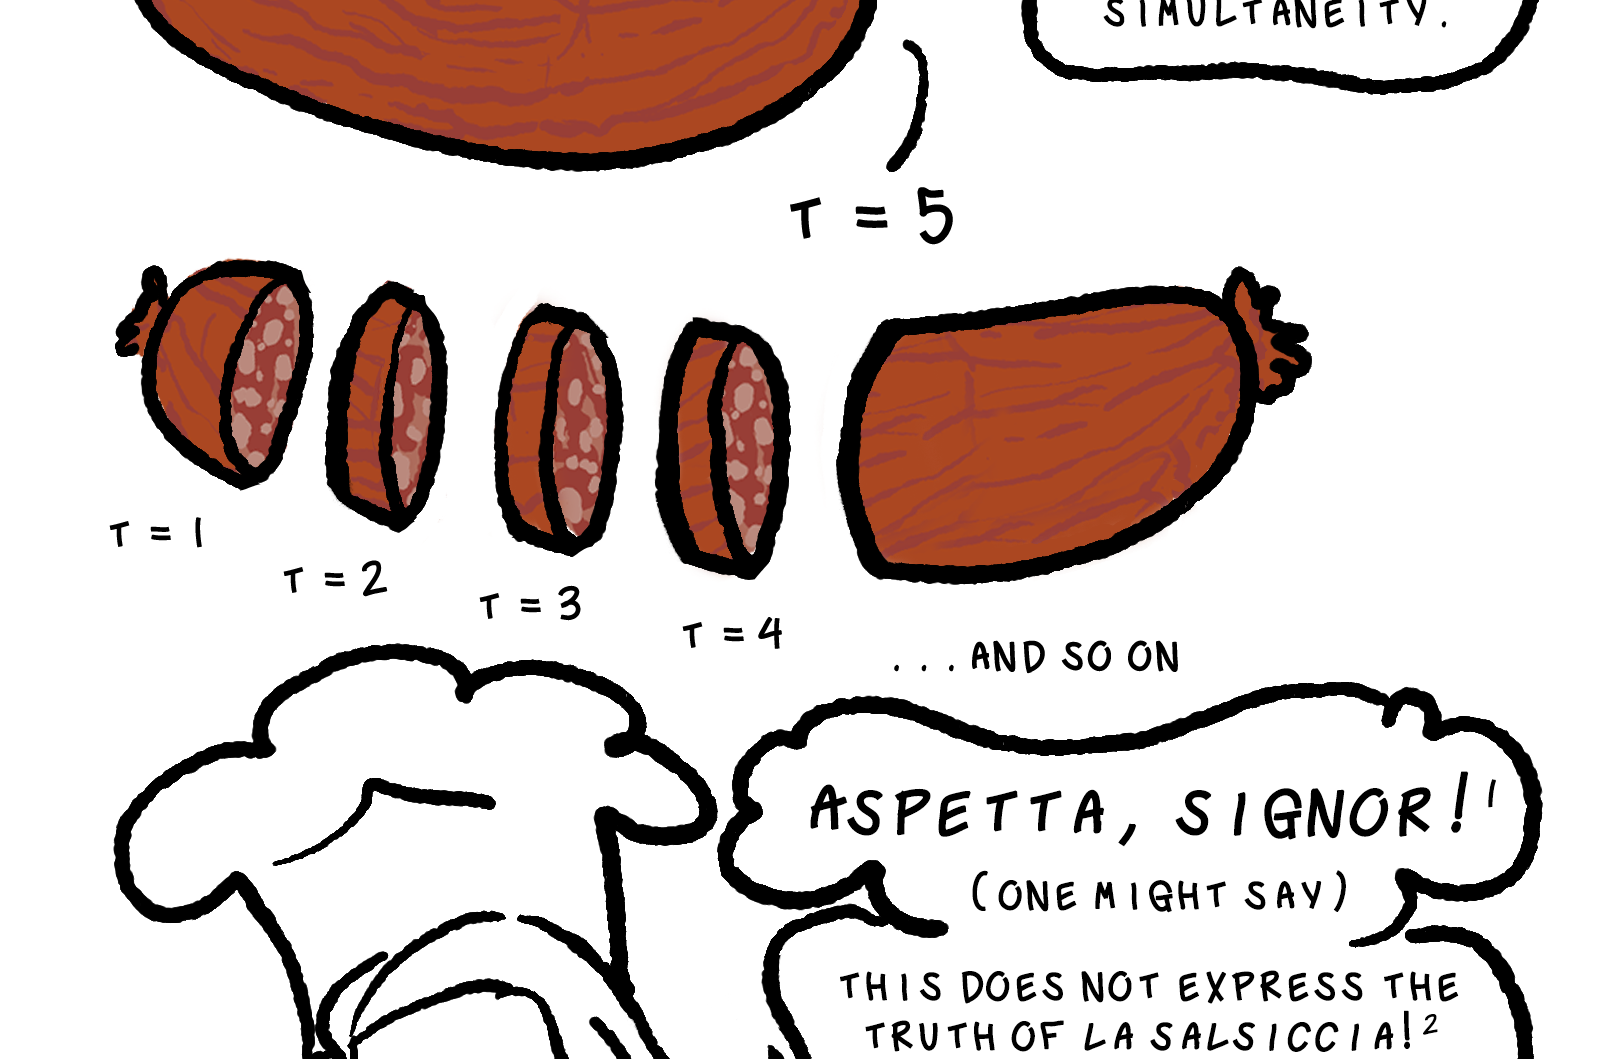 SIMULTANEITY.
T = 5
T = 1
T = 2
T = 3
T = 4
...AND SO ON
ASPETTA, SIGNOR!¹
(ONE MIGHT SAY)
THIS DOES NOT EXPRESS THE
TRUTH OF LA SALSICCIA!²